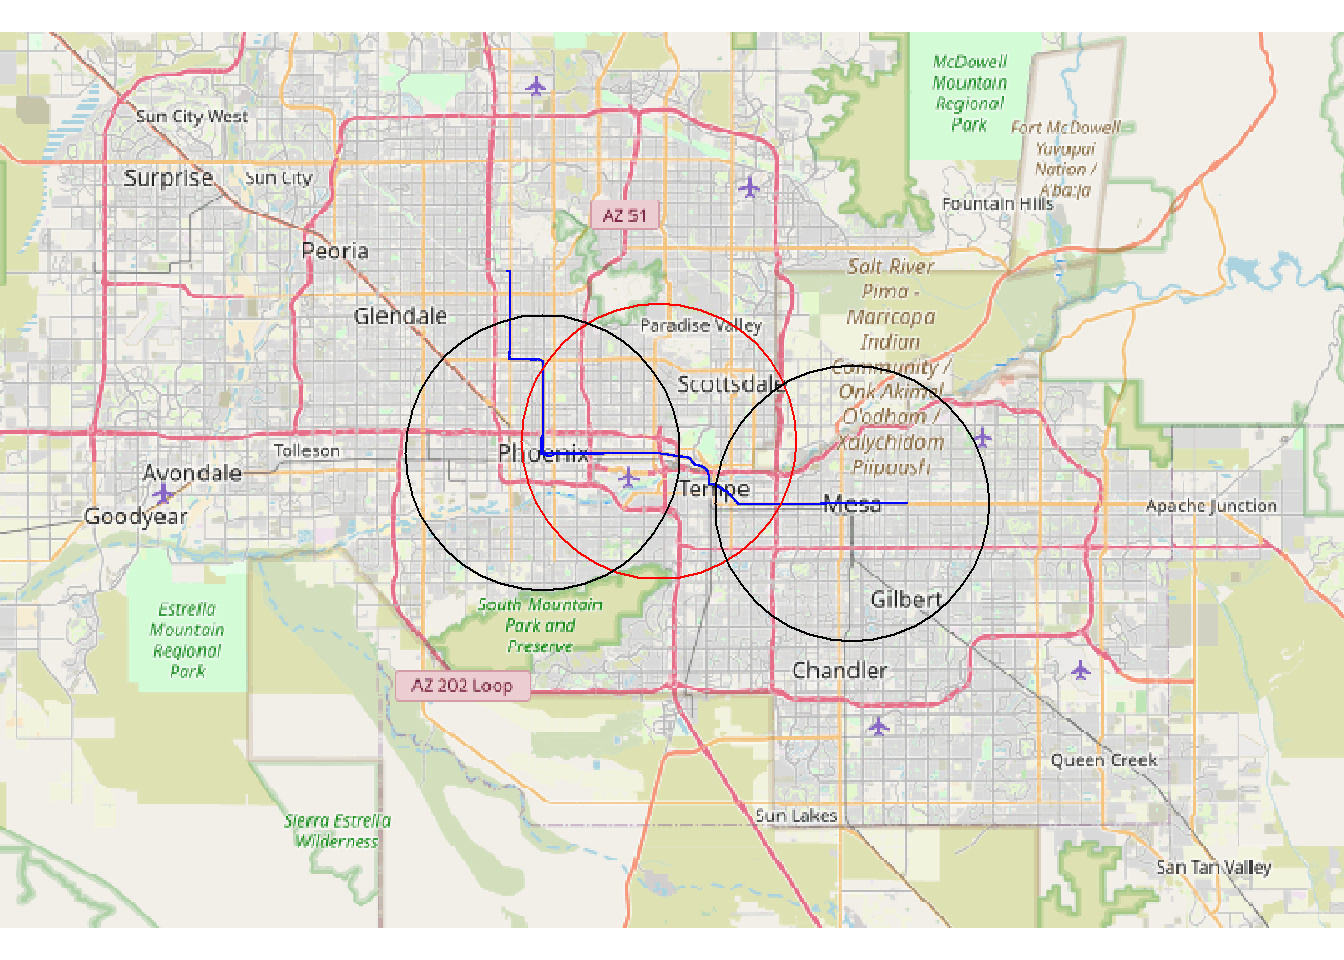 McDowell
Mountain
Regional
Park
Sun City West
Fort McDowell
Yavapai
Nation /
A'ba:ja
Surprise
Sun City
Fountain Hills
AZ 51
Peoria
Salt River
Pima -
Maricopa
Indian
Community /
Onk Akimel
O'odham /
Xalychidom
Piipaash
Glendale
Paradise Valley
Scottsdale
Tolleson
Phoenix
Avondale
Tempe
Mesa
Goodyear
Apache Junction
Estrella
Mountain
Regional
Park
South Mountain
Park and
Preserve
Gilbert
Chandler
AZ 202 Loop
Queen Creek
Sierra Estrella
Wilderness
Sun Lakes
San Tan Valley